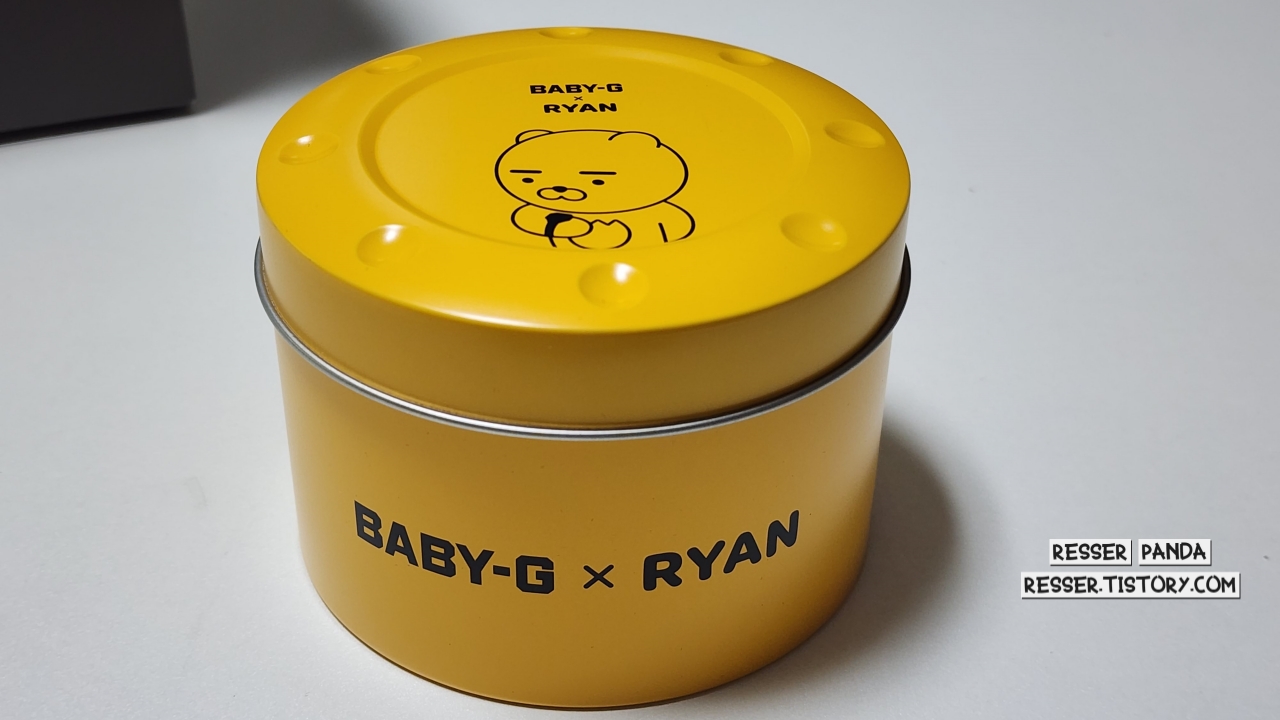 BABY-G
×
RYAN
BABY-G × RYAN
RESSER PANDA
RESSER.TISTORY.COM